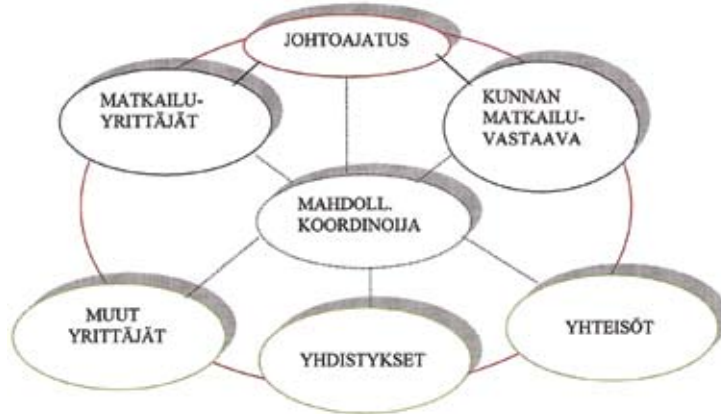 JOHTOAJATUS
MATKAILU-
YRITTÄJÄT
KUNNAN
MATKAILU-
VASTAAVA
MAHDOLL.
KOORDINOIJA
MUUT
YRITTÄJÄT
YHDISTYKSET
YHTEISÖT